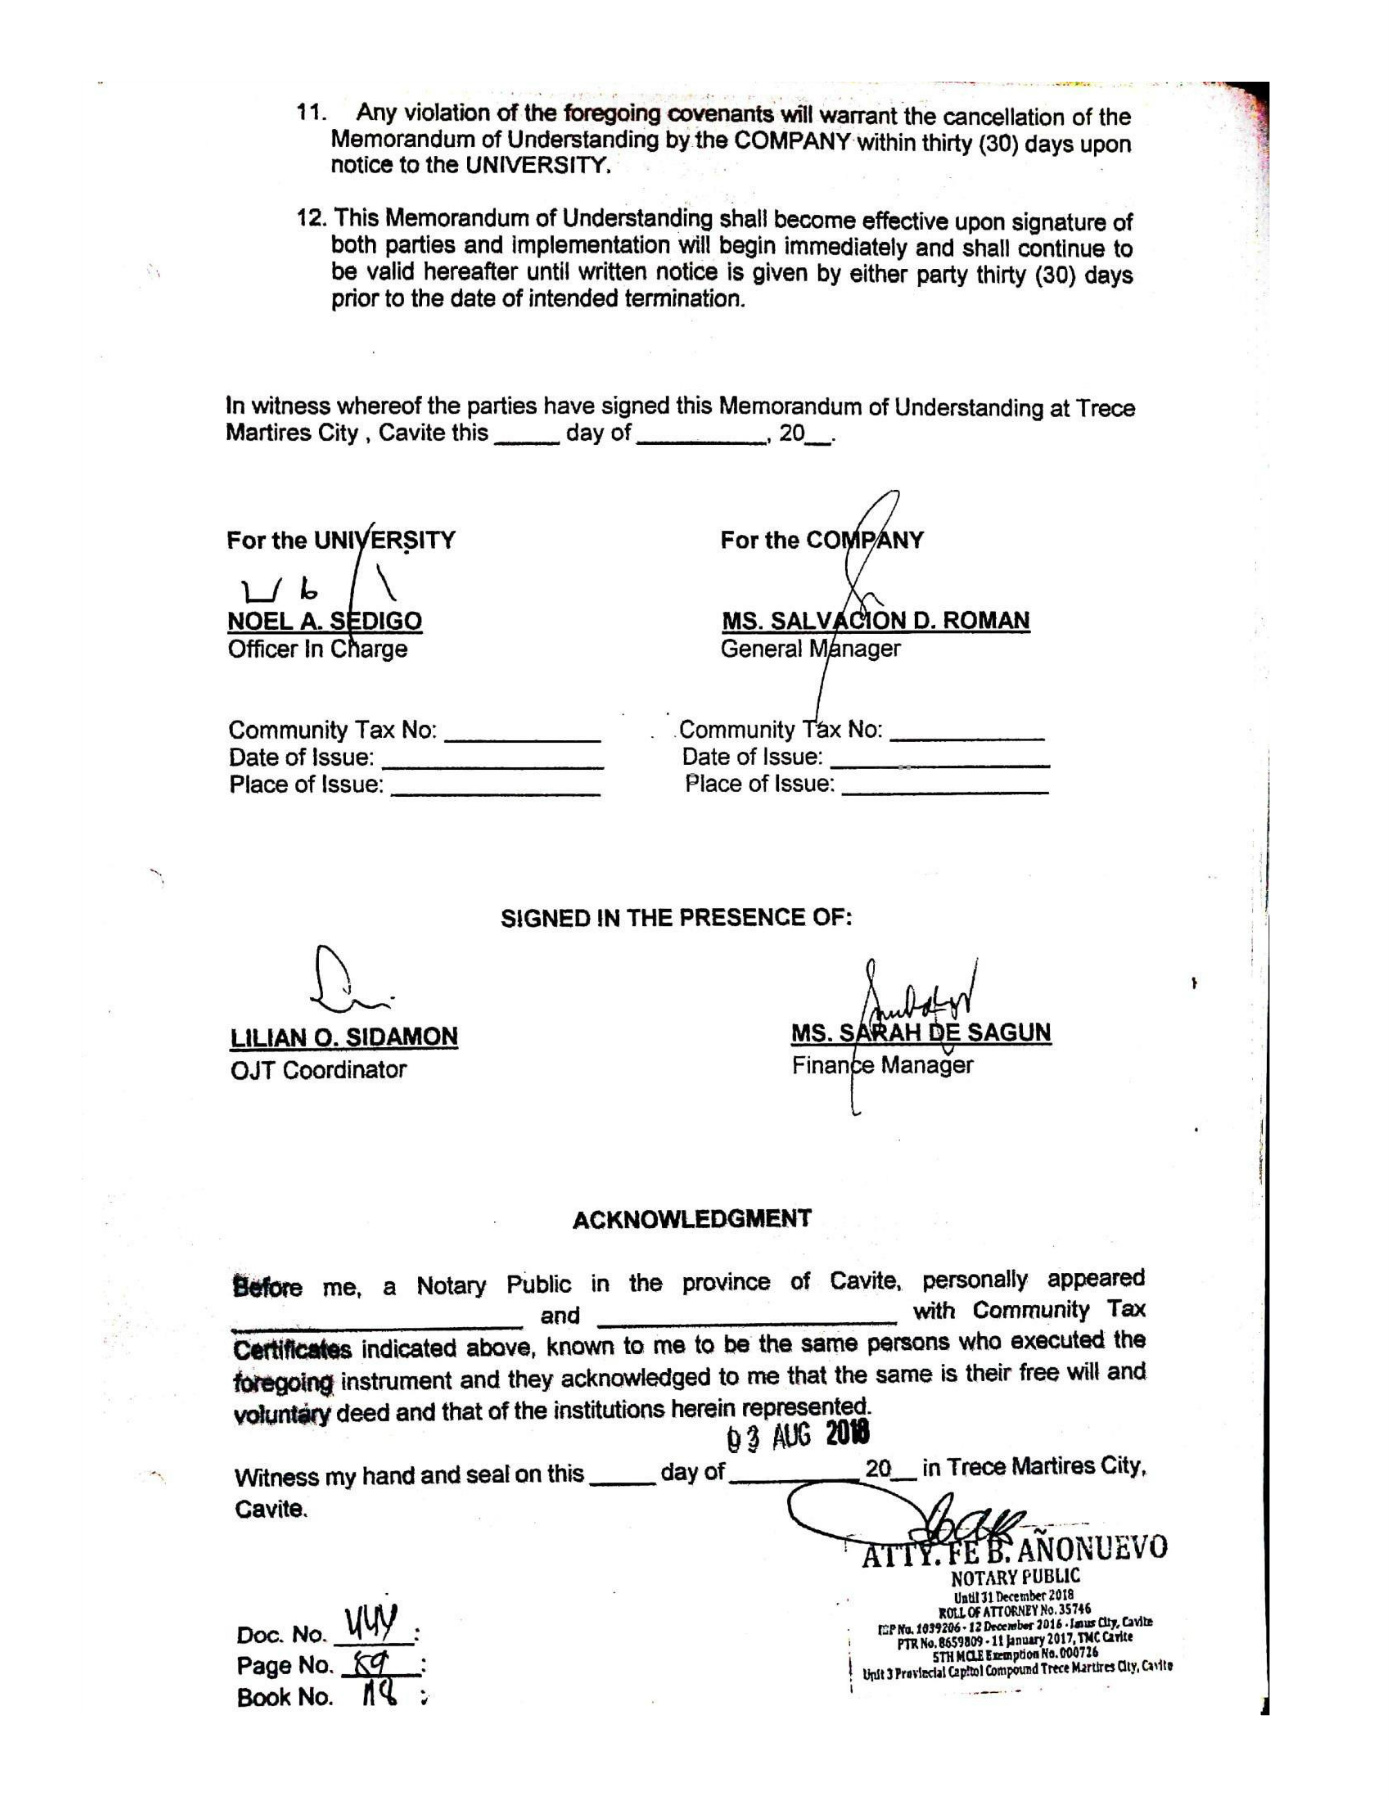 11. Any violation of the foregoing covenants will warrant the cancellation of the
Memorandum of Understanding by the COMPANY within thirty (30) days upon
notice to the UNIVERSITY.
12. This Memorandum of Understanding shall become effective upon signature of
both parties and implementation will begin immediately and shall continue to
be valid hereafter until written notice is given by either party thirty (30) days
prior to the date of intended termination.
In witness whereof the parties have signed this Memorandum of Understanding at Trece
Martires City , Cavite this _____ day of __________, 20__.
For the UNIVERSITY For the COMPANY
NOEL A. SEDIGO MS. SALVACION D. ROMAN
Officer In Charge General Manager
Community Tax No: ____________ Community Tax No: ____________
Date of Issue: _________________ Date of Issue: _________________
Place of Issue: ________________ Place of Issue: ________________
SIGNED IN THE PRESENCE OF:
LILIAN O. SIDAMON MS. SARAH DE SAGUN
OJT Coordinator Finance Manager
ACKNOWLEDGMENT
Before me, a Notary Public in the province of Cavite, personally appeared
______________________ and ______________________ with Community Tax
Certificates indicated above, known to me to be the same persons who executed the
foregoing instrument and they acknowledged to me that the same is their free will and
voluntary deed and that of the institutions herein represented.
03 AUG 2018
Witness my hand and seal on this _____ day of __________ 20__ in Trece Martires City,
Cavite.
ATTY. FE B. AÑONUEVO
NOTARY PUBLIC
Until 31 December 2018
ROLL OF ATTORNEY No. 35746
No. 1039206 - 12 December 2016 - Imus City, Cavite
PTR No. 8659809 - 11 January 2017, TMC Cavite
5TH MCLE Exemption No. 000726
Unit 3 Provincial Capitol Compound Trece Martires City, Cavite
Doc. No. :
Page No. 89 :
Book No. :